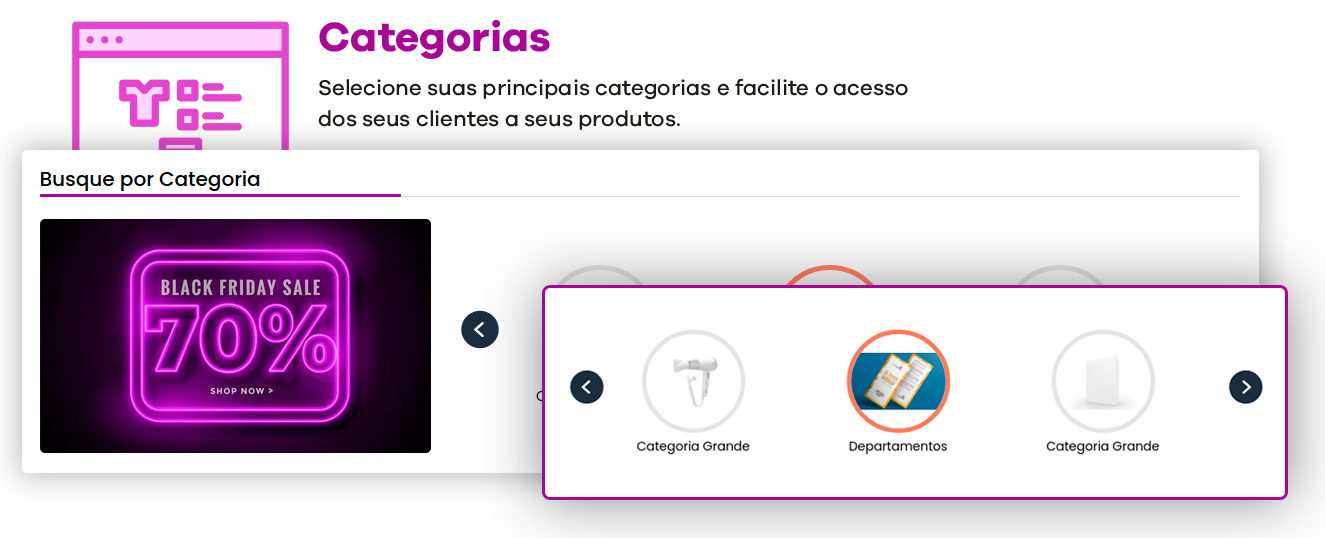 Categorias
Selecione suas principais categorias e facilite o acesso
dos seus clientes a seus produtos.
Busque por Categoria
BLACK FRIDAY SALE
70%
SHOP NOW >
Categoria Grande
Departamentos
Categoria Grande